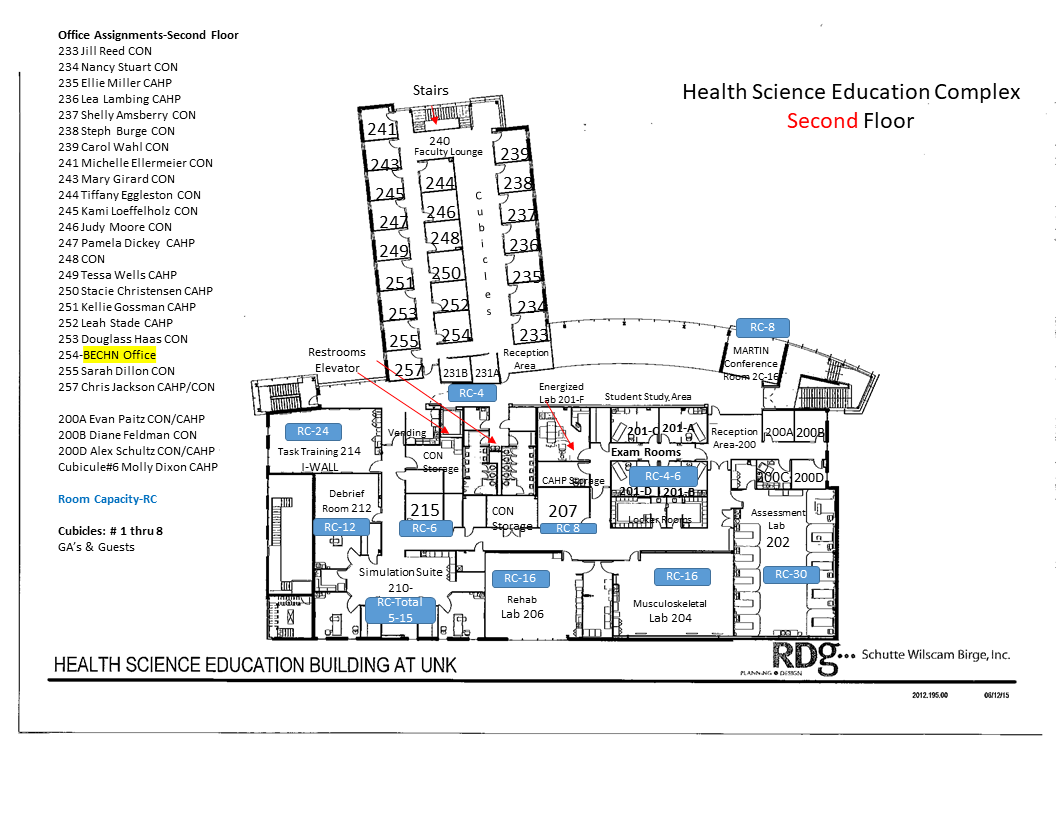 Office Assignments-Second Floor
233 Jill Reed CON
234 Nancy Stuart CON
235 Ellie Miller CAHP
236 Lea Lambing CAHP
237 Shelly Amsberry CON
238 Steph Burge CON
239 Carol Wahl CON
241 Michelle Ellermeier CON
243 Mary Girard CON
244 Tiffany Eggleston CON
245 Kami Loeffelholz CON
246 Judy Moore CON
247 Pamela Dickey CAHP
248 CON
249 Tessa Wells CAHP
250 Stacie Christensen CAHP
251 Kellie Gossman CAHP
252 Leah Stade CAHP
253 Douglass Haas CON
254-BECHN Office
255 Sarah Dillon CON
257 Chris Jackson CAHP/CON
200A Evan Paitz CON/CAHP
200B Diane Feldman CON
200D Alex Schultz CON/CAHP
Cubicule#6 Molly Dixon CAHP
Room Capacity-RC
Cubicles: # 1 thru 8
GA's & Guests
Health Science Education Complex
Second Floor
Stairs
240
Faculty Lounge
241
243
245
247
249
251
253
255
257
244
246
248
250
252
254
Cubicles
239
238
237
236
235
234
233
Reception
Area
231B
231A
Restrooms
Elevator
RC-4
RC-8
MARTIN
Conference
Room 2C-16
Energized
Lab 201-F
Student Study Area
RC-24
Task Training 214
I-WALL
Vending
CON
Storage
201-C
201-A
Exam Rooms
RC-4-6
201-D
201-B
Locker Rooms
Reception
Area-200
200A
200B
200C
200D
CAHP Storage
Debrief
Room 212
RC-12
215
RC-6
CON
Storage
207
RC 8
Assessment
Lab
202
RC-30
Simulation Suite
210-
RC-Total
5-15
RC-16
Rehab
Lab 206
RC-16
Musculoskeletal
Lab 204
HEALTH SCIENCE EDUCATION BUILDING AT UNK
RDg...
PLANNING ● DESIGN
Schutte Wilscam Birge, Inc.
2012.195.00
08/12/15